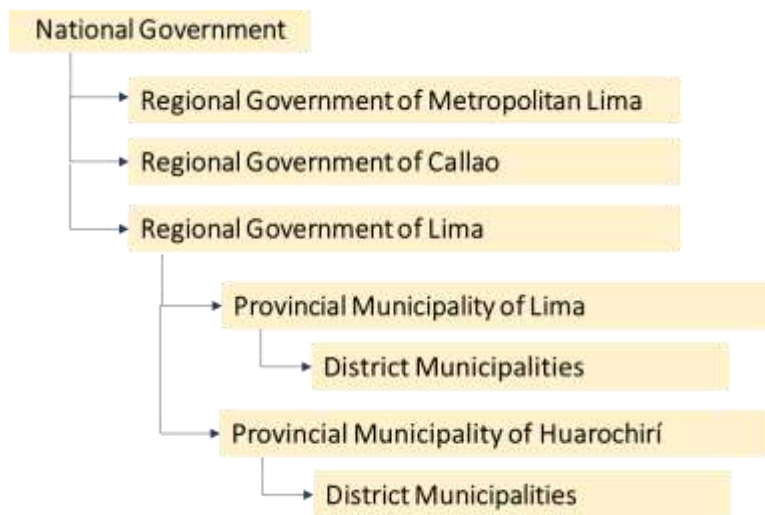 National Government
Regional Government of Metropolitan Lima
Regional Government of Callao
Regional Government of Lima
Provincial Municipality of Lima
District Municipalities
Provincial Municipality of Huarochirí
District Municipalities